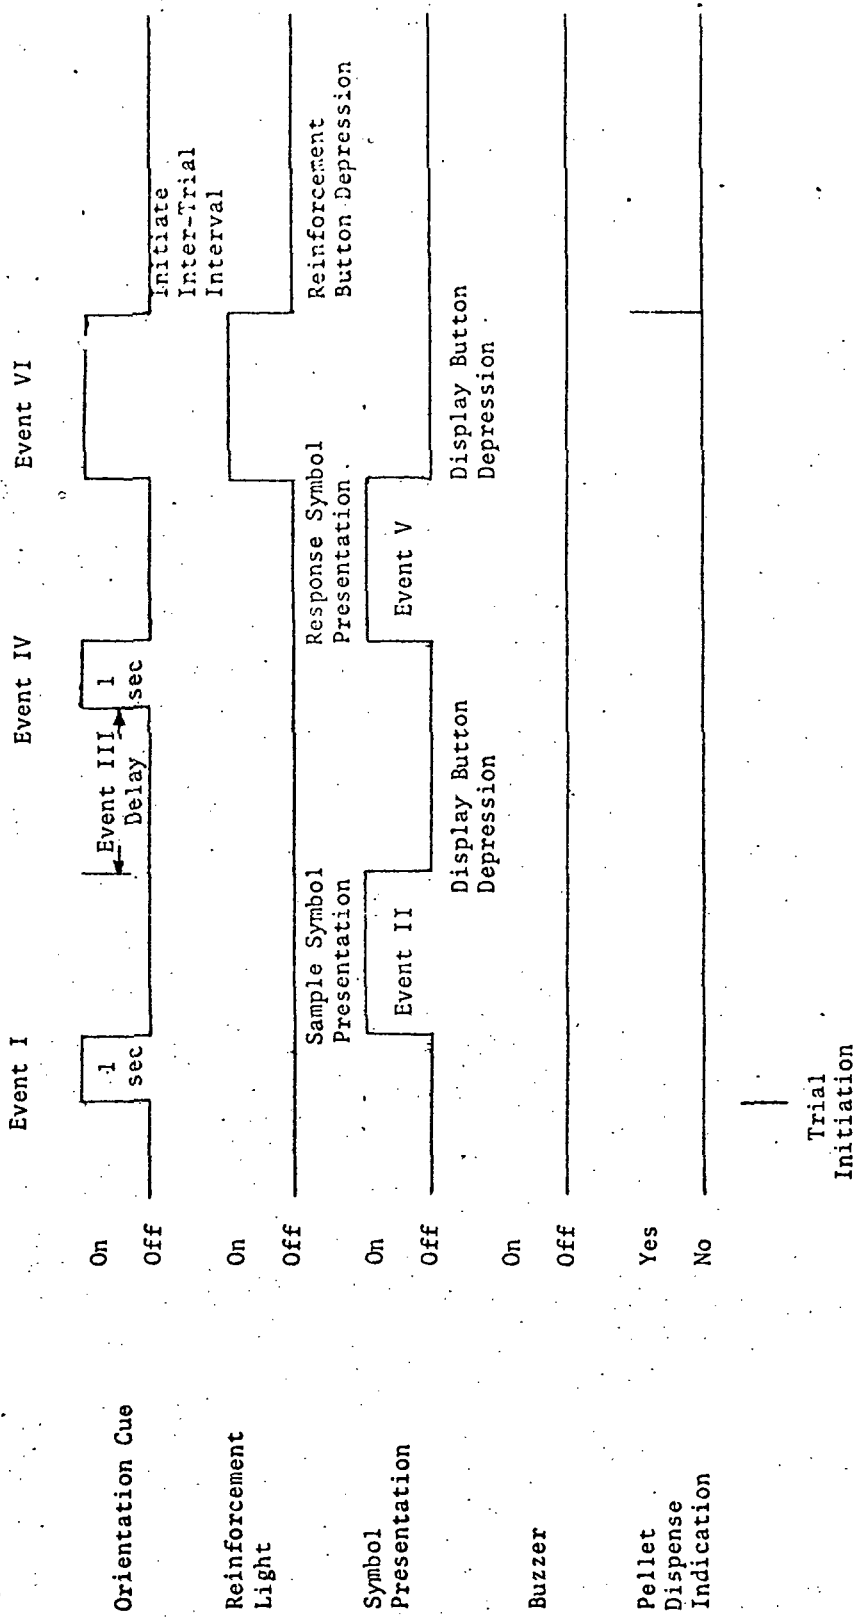 Event I
Event IV
Event VI
Orientation Cue
On
Off
1
sec
Event III
Delay
1
sec
Initiate
Inter-Trial
Interval
Reinforcement
Light
On
Off
Sample Symbol
Presentation
Response Symbol
Presentation.
Reinforcement
Button Depression
Symbol
Presentation
On
Off
Event II
Event V
Display Button
Depression
Display Button
Depression
Buzzer
On
Off
Pellet
Dispense
Indication
Yes
No
Trial
Initiation